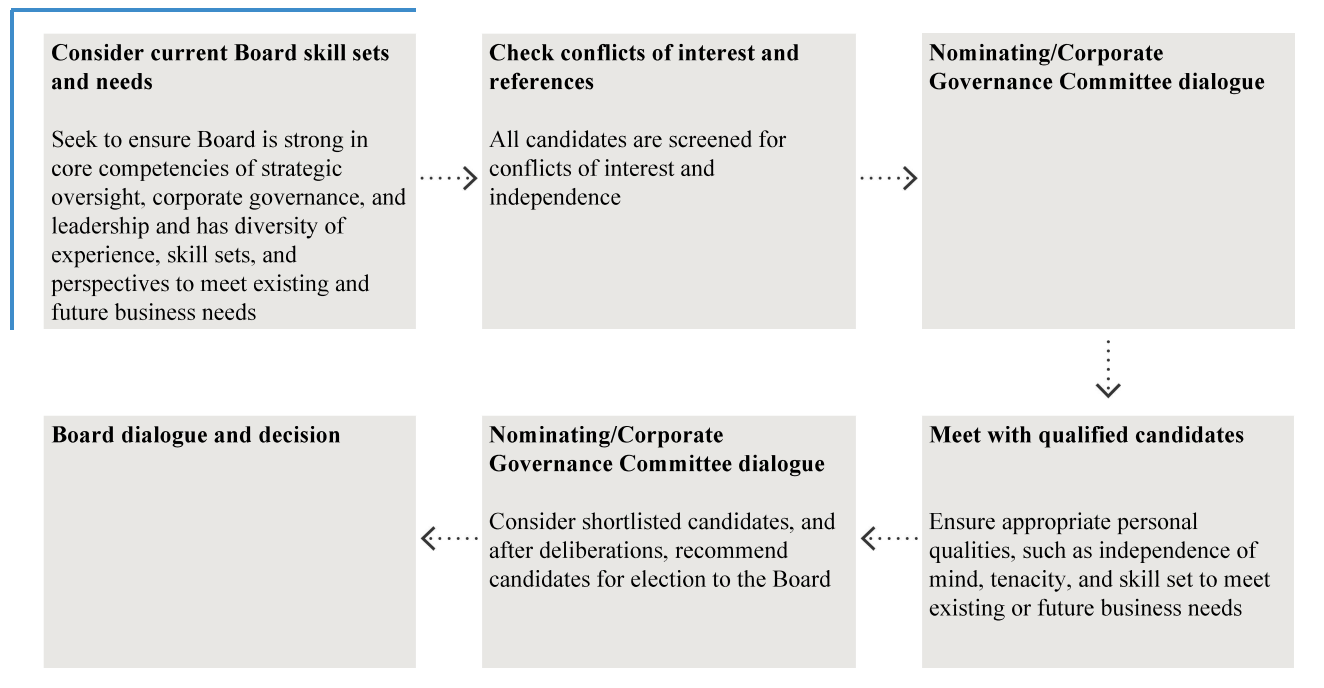 Consider current Board skill sets
and needs
Seek to ensure Board is strong in
core competencies of strategic
oversight, corporate governance, and
leadership and has diversity of
experience, skill sets, and
perspectives to meet existing and
future business needs
Check conflicts of interest and
references
All candidates are screened for
conflicts of interest and
independence
Nominating/Corporate
Governance Committee dialogue
Meet with qualified candidates
Ensure appropriate personal
qualities, such as independence of
mind, tenacity, and skill set to meet
existing or future business needs
Nominating/Corporate
Governance Committee dialogue
Consider shortlisted candidates, and
after deliberations, recommend
candidates for election to the Board
Board dialogue and decision